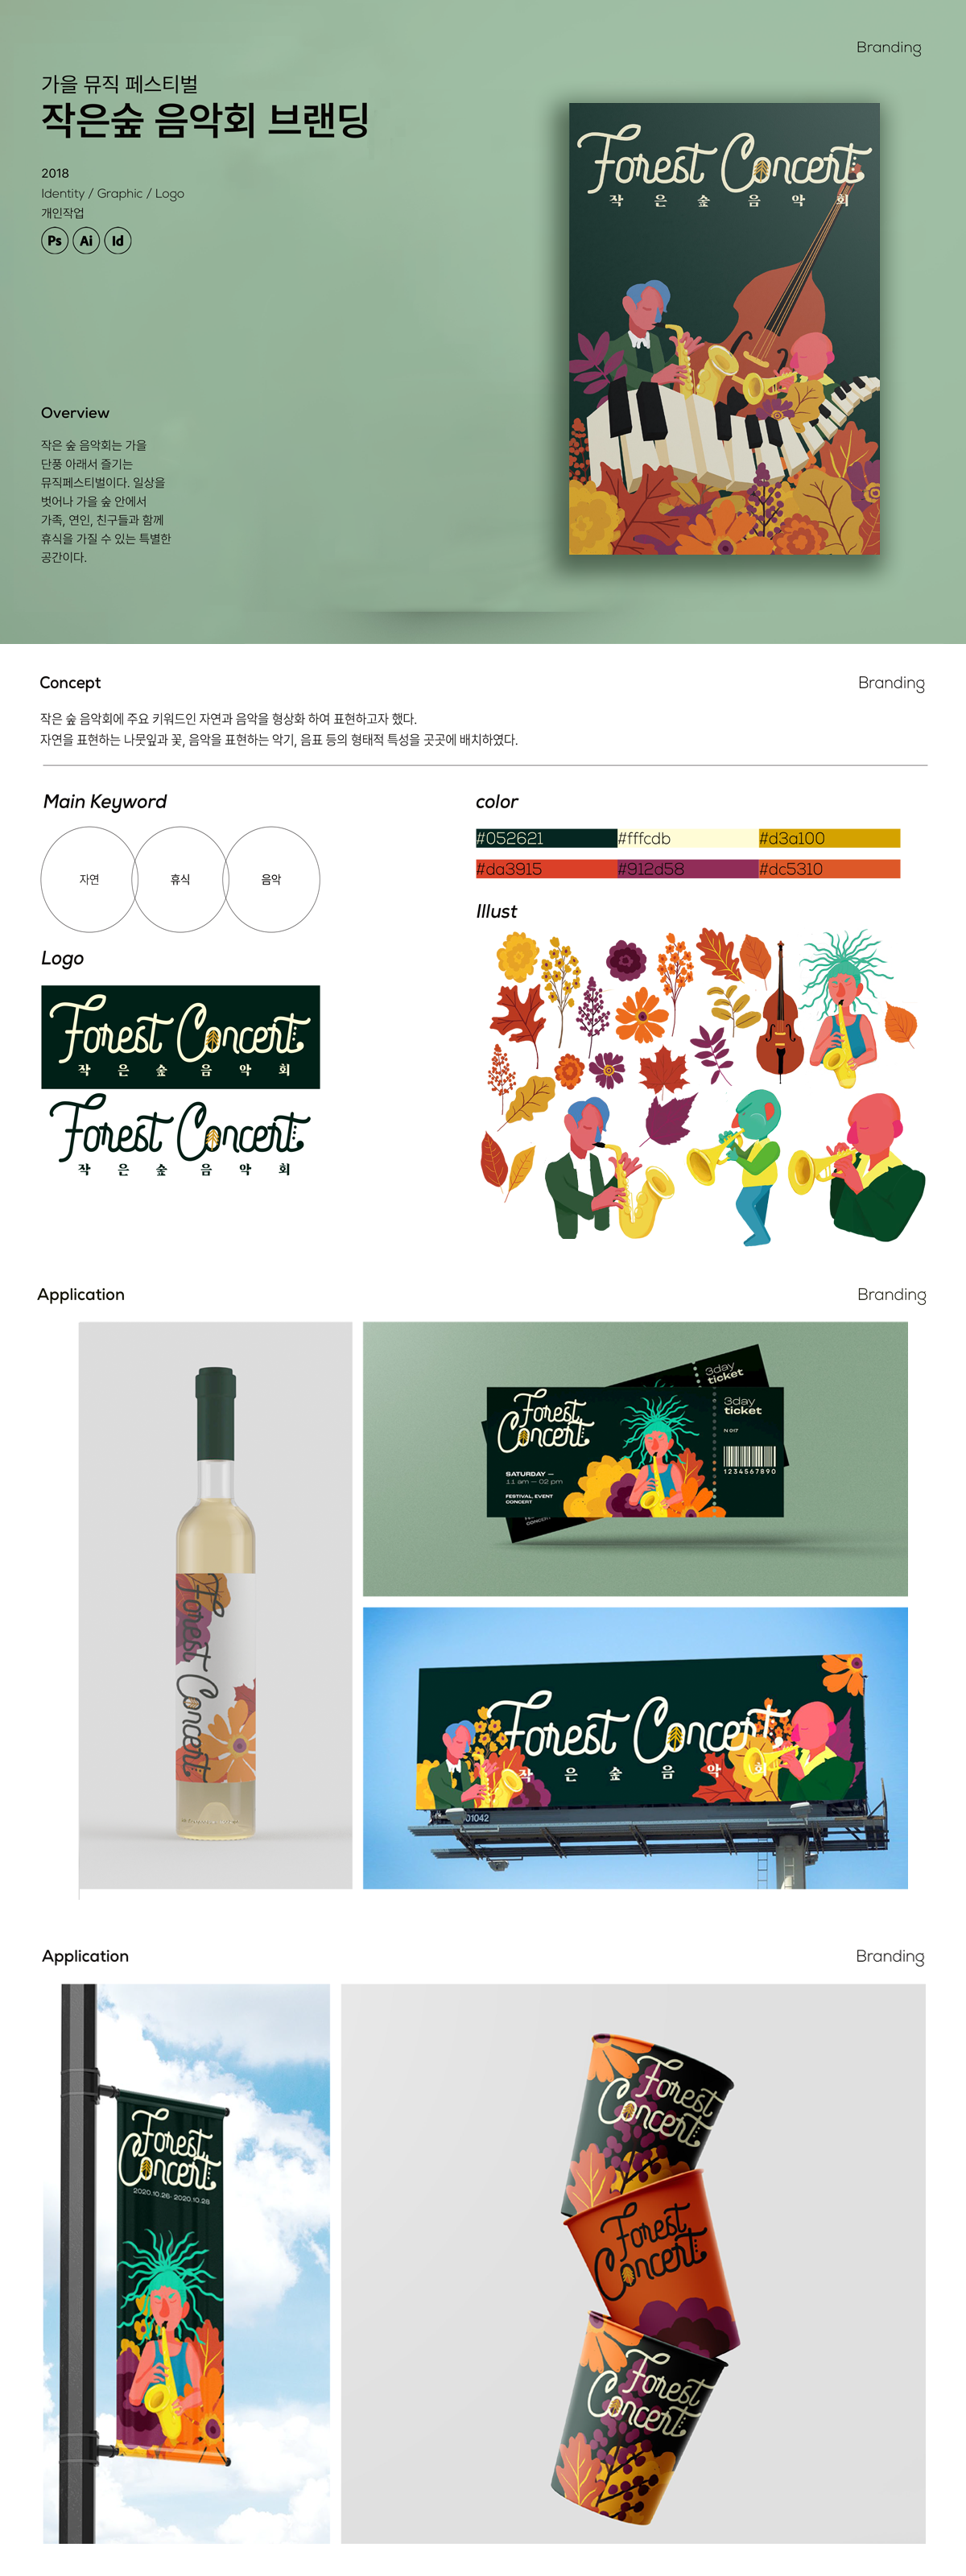 Branding
가을 뮤직 페스티벌
작은숲 음악회 브랜딩
2018
Identity / Graphic / Logo
개인작업
Ps Ai Id
Forest Concert
작 은 숲 음 악 회
Overview
작은 숲 음악회는 가을
단풍 아래서 즐기는
뮤직페스티벌이다. 일상을
벗어나 가을 숲 안에서
가족, 연인, 친구들과 함께
휴식을 가질 수 있는 특별한
공간이다.
Concept
Branding
작은 숲 음악회에 주요 키워드인 자연과 음악을 형상화 하여 표현하고자 했다.
자연을 표현하는 나뭇잎과 꽃, 음악을 표현하는 악기, 음표 등의 형태적 특성을 곳곳에 배치하였다.
Main Keyword
자연 휴식 음악
color
#052621 #fffcdb #d3a100
#da3915 #912d58 #dc5310
Logo
Forest Concert
작 은 숲 음 악 회
Forest Concert
작 은 숲 음 악 회
Illust
Application
Branding
Forest Concert
3day
ticket
Forest
Concert
SATURDAY —
11 am — 02 pm
FESTIVAL, EVENT
CONCERT
3day
ticket
N D17
1234567890
Forest Concert
작 은 숲 음 악 회
01042
Application
Branding
Forest
Concert
2020.10.26- 2020.10.28
Forest
Concert
Forest
Concert
Forest
Concert